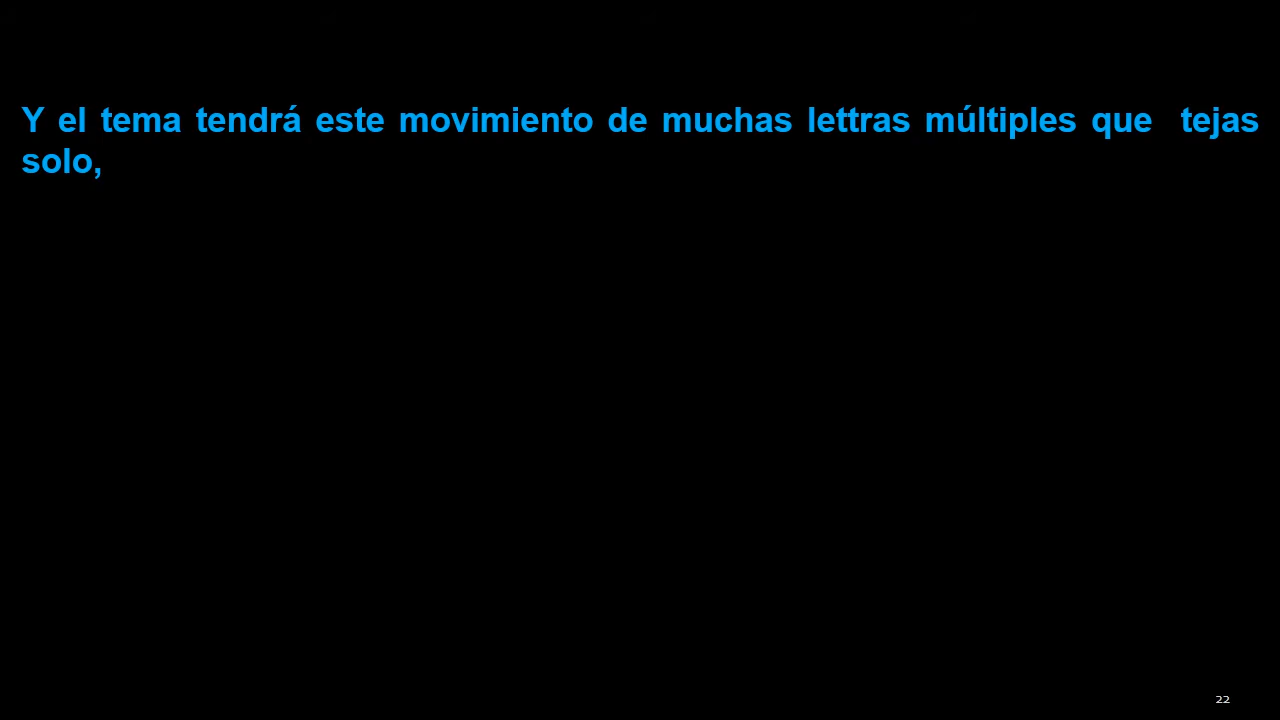 Y el tema tendrá este movimiento de muchas lettras múltiples que  tejas
solo,
22